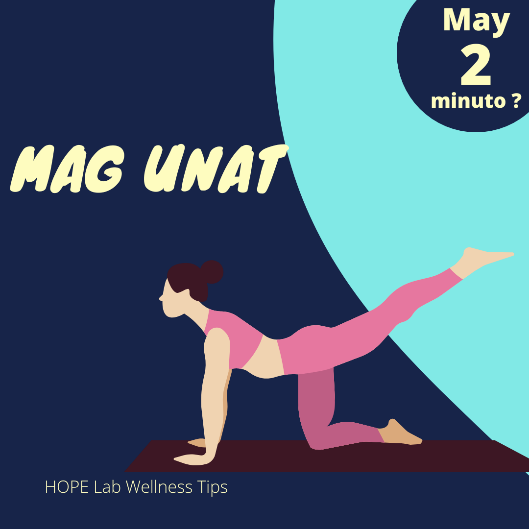 May
2
minuto ?
MAG UNAT
HOPE Lab Wellness Tips